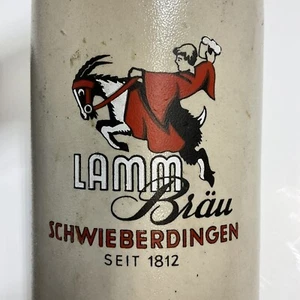 LAMM
Bräu
SCHWIEBERDINGEN
SEIT 1812